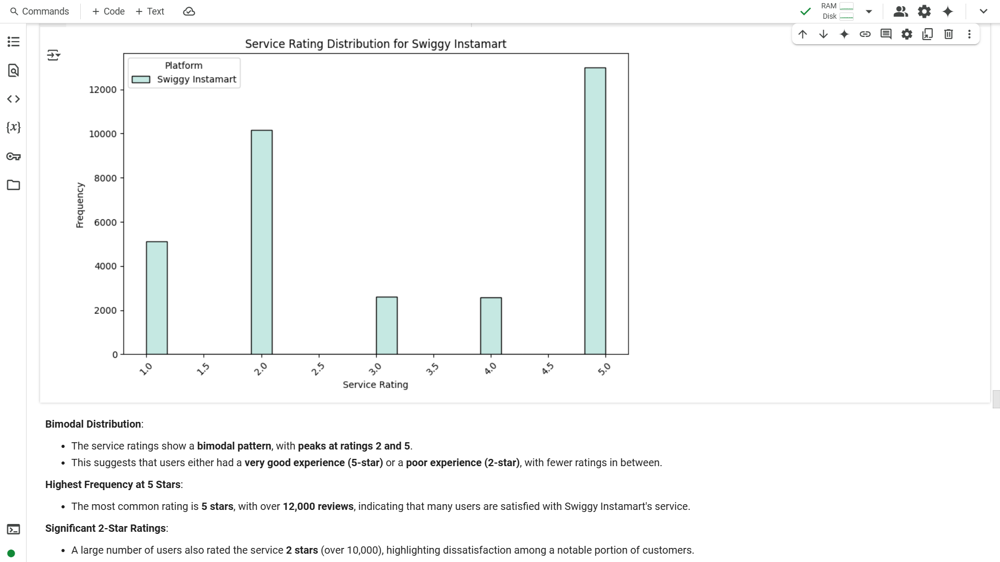 Commands + Code + Text
RAM
Disk
Service Rating Distribution for Swiggy Instamart
Platform
Swiggy Instamart
12000
10000
8000
6000
4000
2000
0
Frequency
1.0 1.5 2.0 2.5 3.0 3.5 4.0 4.5 5.0
Service Rating
{x}
Bimodal Distribution:
• The service ratings show a bimodal pattern, with peaks at ratings 2 and 5.
• This suggests that users either had a very good experience (5-star) or a poor experience (2-star), with fewer ratings in between.
Highest Frequency at 5 Stars:
• The most common rating is 5 stars, with over 12,000 reviews, indicating that many users are satisfied with Swiggy Instamart's service.
Significant 2-Star Ratings:
• A large number of users also rated the service 2 stars (over 10,000), highlighting dissatisfaction among a notable portion of customers.